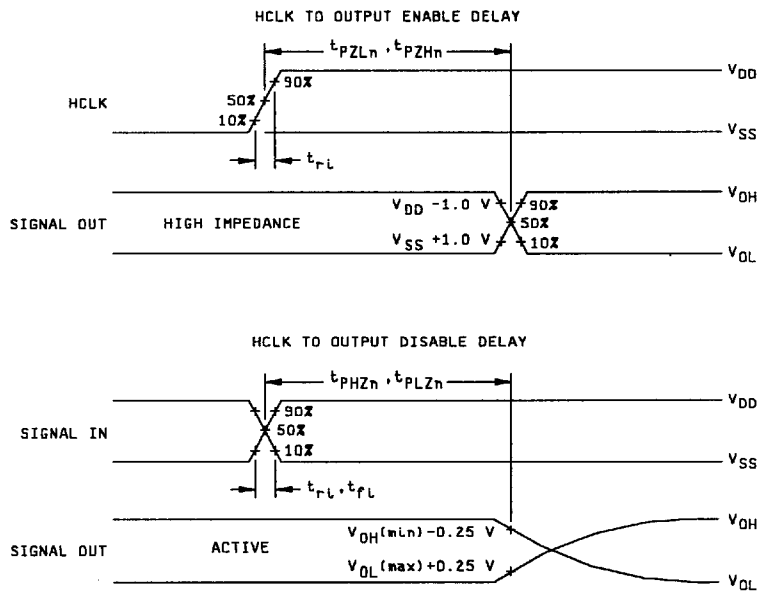 HCLK TO OUTPUT ENABLE DELAY
tPZLn , tPZHn
VDD
90%
HCLK
50%
10%
VSS
tri
VOH
VDD -1.0 V
90%
SIGNAL OUT
HIGH IMPEDANCE
50%
VSS +1.0 V
10%
VOL
HCLK TO OUTPUT DISABLE DELAY
tPHZn , tPLZn
VDD
90%
SIGNAL IN
50%
10%
VSS
tri, tfi
VOH
VOH(min)-0.25 V
SIGNAL OUT
ACTIVE
VOL(max)+0.25 V
VOL